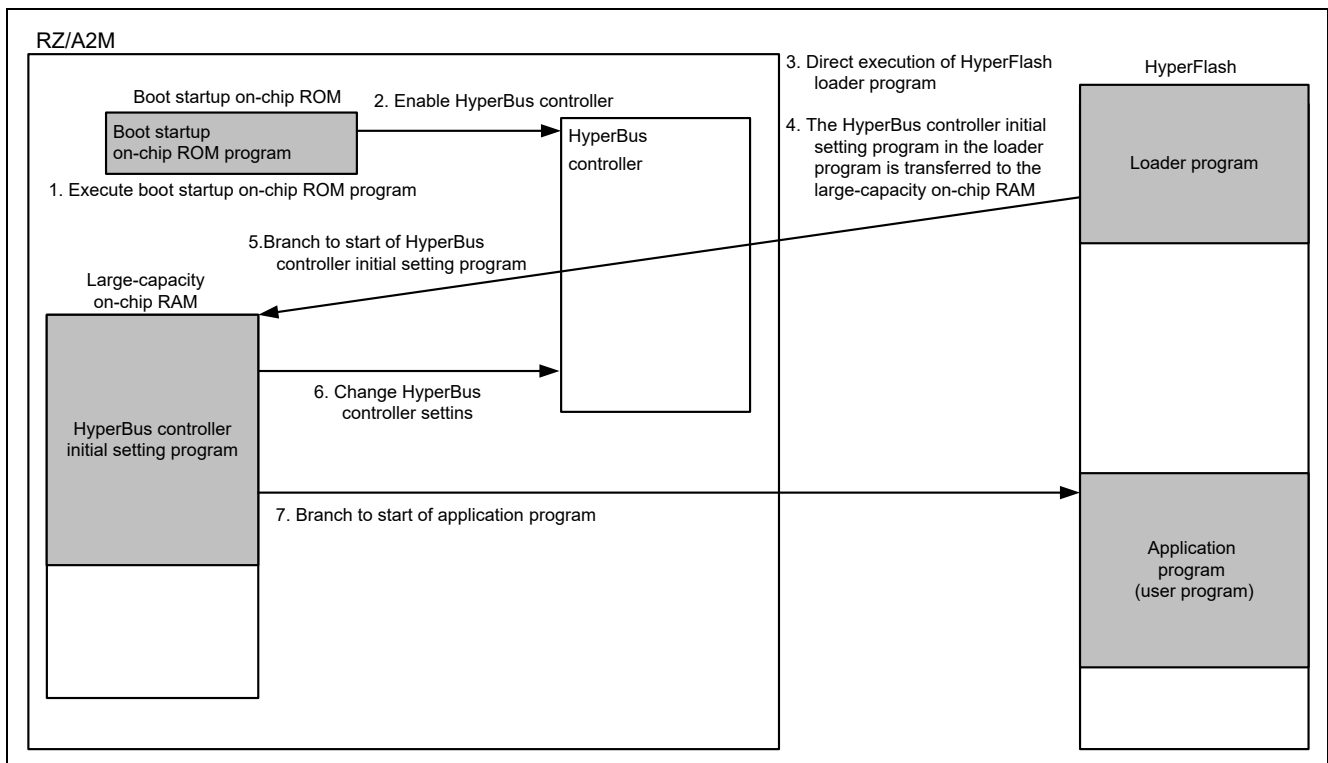 RZ/A2M
Boot startup on-chip ROM
Boot startup
on-chip ROM program
1. Execute boot startup on-chip ROM program
2. Enable HyperBus controller
HyperBus
controller
3. Direct execution of HyperFlash
loader program
4. The HyperBus controller initial
setting program in the loader
program is transferred to the
large-capacity on-chip RAM
HyperFlash
Loader program
5.Branch to start of HyperBus
controller initial setting program
Large-capacity
on-chip RAM
6. Change HyperBus
controller settins
HyperBus controller
initial setting program
7. Branch to start of application program
Application
program
(user program)